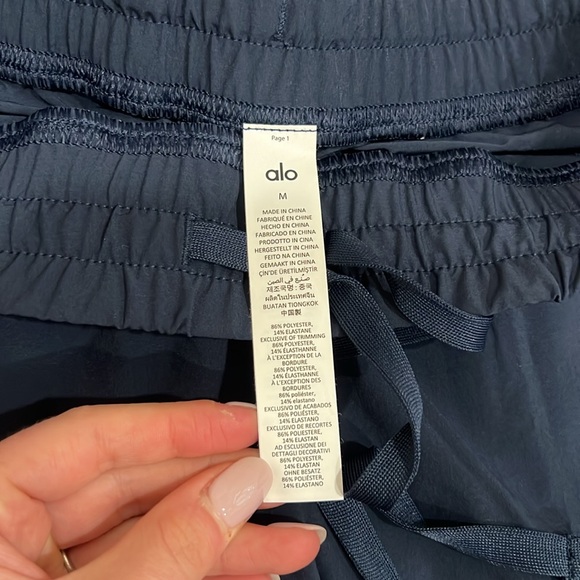 Page 1
alo
M
MADE IN CHINA
FABRIQUÉ EN CHINE
HECHO EN CHINA
FABRICADO EN CHINA
PRODOTTO IN CINA
HERGESTELLT IN CHINA
FEITO NA CHINA
GEMAAKT IN CHINA
ÇİN'DE ÜRETİLMİŞTİR
صنع في الصين
제조국명 : 중국
ผลิตในประเทศจีน
BUATAN TIONGKOK
中国製
86% POLYESTER,
14% ELASTANE
EXCLUSIVE OF TRIMMING
86% POLYESTER,
14% ÉLASTHANNE
À L'EXCEPTION DE LA
BORDURE
86% POLYESTER,
14% ÉLASTHANNE
À L'EXCEPTION DES
BORDURES
86% poliéster,
14% elastano
EXCLUSIVO DE ACABADOS
86% POLIÉSTER,
14% ELASTANO
EXCLUSIVO DE RECORTES
86% POLIESTERE,
14% ELASTAN
AD ESCLUSIONE DEI
DETTAGLI DECORATIVI
86% POLYESTER,
14% ELASTAN
OHNE BESATZ
86% POLIÉSTER,
14% ELASTANO